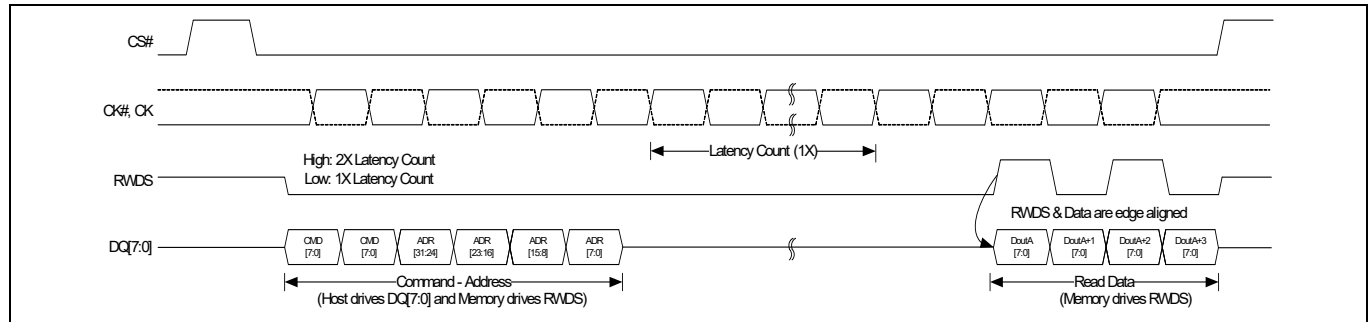 CS#
CK#, CK
Latency Count (1X)
High: 2X Latency Count
Low: 1X Latency Count
RWDS
RWDS & Data are edge aligned
DQ[7:0]
CMD [7:0]
CMD [7:0]
ADR [31:24]
ADR [23:16]
ADR [15:8]
ADR [7:0]
DoutA [7:0]
DoutA+1 [7:0]
DoutA+2 [7:0]
DoutA+3 [7:0]
Command - Address
(Host drives DQ[7:0] and Memory drives RWDS)
Read Data
(Memory drives RWDS)